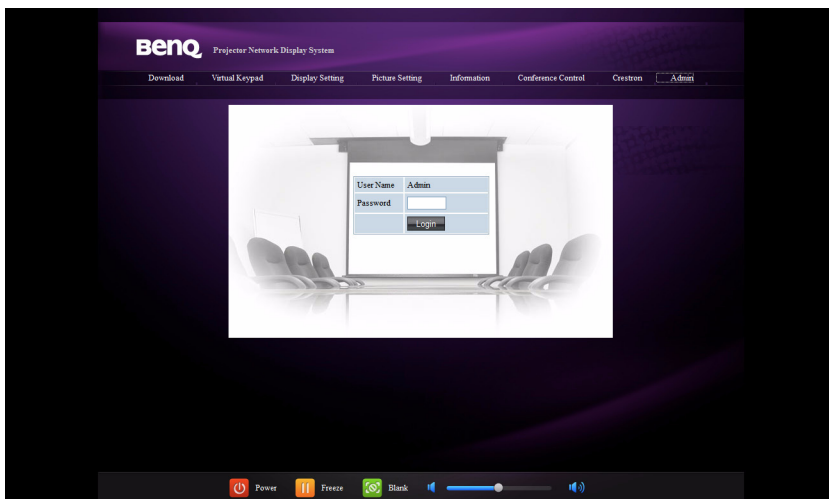 BenQ Projector Network Display System
Download Virtual Keypad Display Setting Picture Setting Information Conference Control Crestron Admin
User Name Admin
Password
Login
Power Freeze Blank